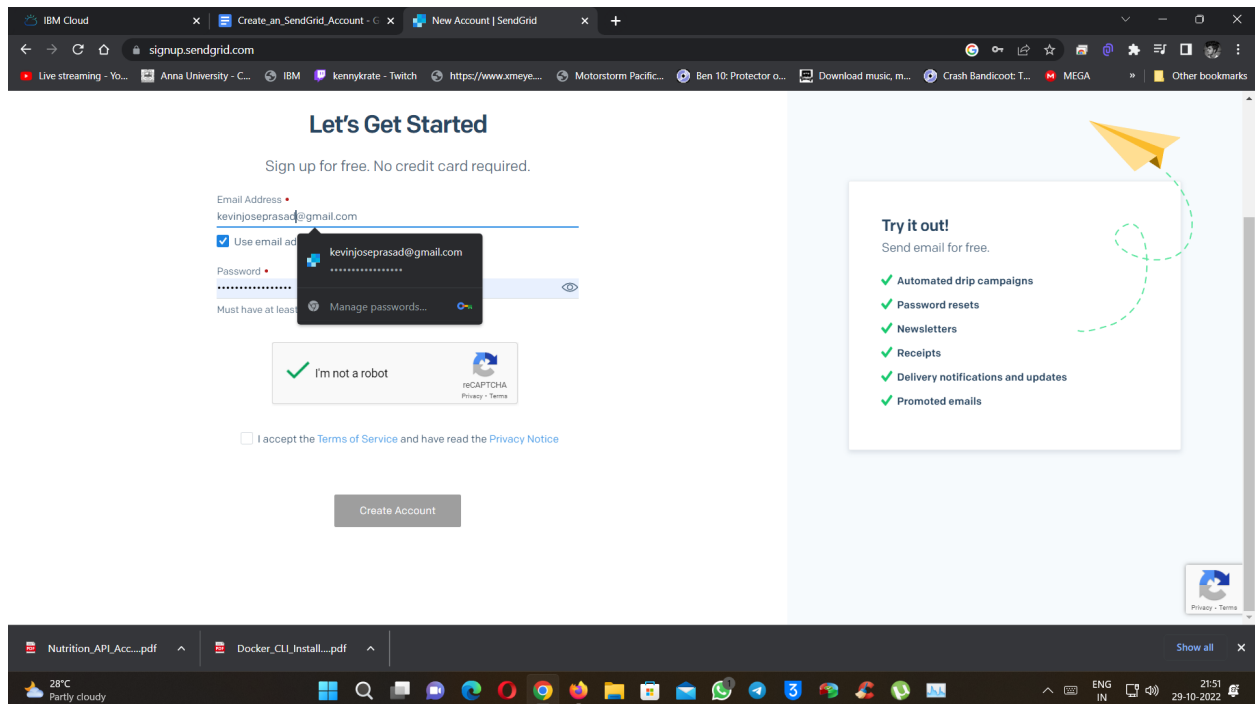 IBM Cloud
Create_an_SendGrid_Account - G
New Account | SendGrid
signup.sendgrid.com
Live streaming - Yo...
Anna University - C...
IBM
kennykrate - Twitch
https://www.xmeye....
Motorstorm Pacific...
Ben 10: Protector o...
Download music, m...
Crash Bandicoot: T...
MEGA
»
Other bookmarks
Let's Get Started
Sign up for free. No credit card required.
Email Address •
kevinjoseprasad@gmail.com
Use email ad
kevinjoseprasad@gmail.com
••••••••••••••••
Password •
••••••••••••••••
Manage passwords...
Must have at least
I'm not a robot
reCAPTCHA
Privacy - Terms
I accept the Terms of Service and have read the Privacy Notice
Create Account
Try it out!
Send email for free.
Automated drip campaigns
Password resets
Newsletters
Receipts
Delivery notifications and updates
Promoted emails
Privacy - Terms
Nutrition_API_Acc....pdf
Docker_CLI_Install....pdf
Show all
28°C
Partly cloudy
ENG
IN
21:51
29-10-2022